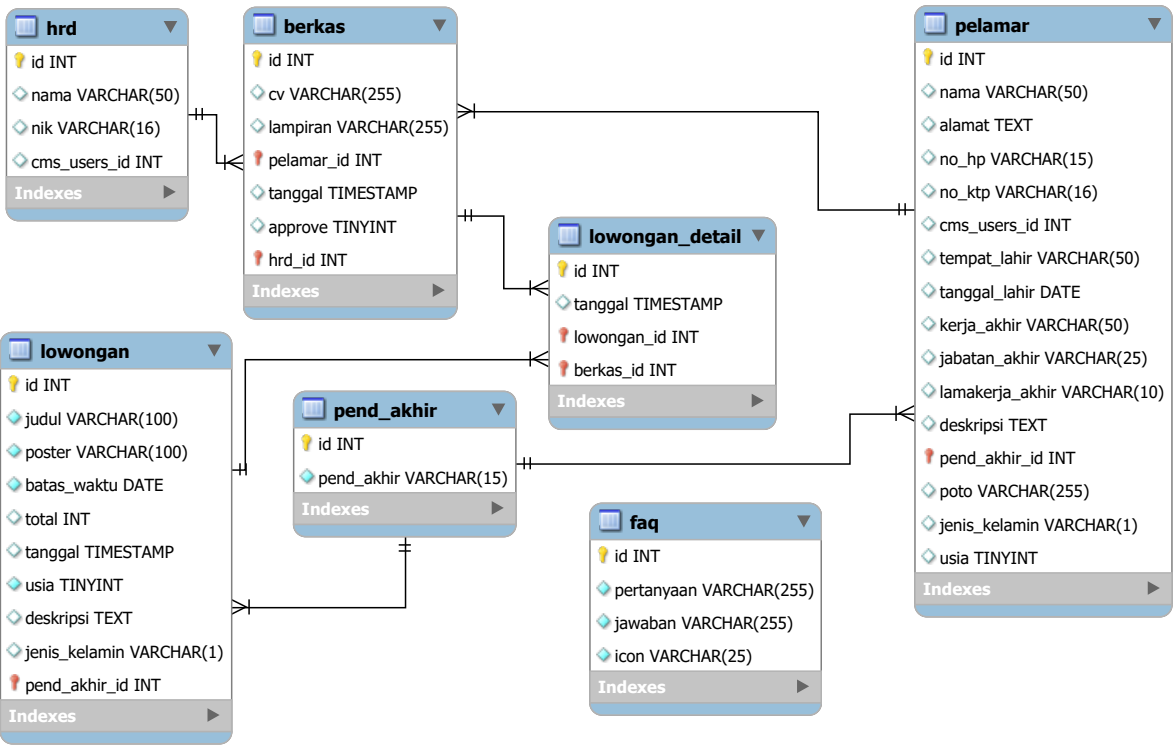 hrd
id INT
nama VARCHAR(50)
nik VARCHAR(16)
cms_users_id INT
Indexes
berkas
id INT
cv VARCHAR(255)
lampiran VARCHAR(255)
pelamar_id INT
tanggal TIMESTAMP
approve TINYINT
hrd_id INT
Indexes
pelamar
id INT
nama VARCHAR(50)
alamat TEXT
no_hp VARCHAR(15)
no_ktp VARCHAR(16)
cms_users_id INT
tempat_lahir VARCHAR(50)
tanggal_lahir DATE
kerja_akhir VARCHAR(50)
jabatan_akhir VARCHAR(25)
lamakerja_akhir VARCHAR(10)
deskripsi TEXT
pend_akhir_id INT
poto VARCHAR(255)
jenis_kelamin VARCHAR(1)
usia TINYINT
Indexes
lowongan_detail
id INT
tanggal TIMESTAMP
lowongan_id INT
berkas_id INT
Indexes
lowongan
id INT
judul VARCHAR(100)
poster VARCHAR(100)
batas_waktu DATE
total INT
tanggal TIMESTAMP
usia TINYINT
deskripsi TEXT
jenis_kelamin VARCHAR(1)
pend_akhir_id INT
Indexes
pend_akhir
id INT
pend_akhir VARCHAR(15)
Indexes
faq
id INT
pertanyaan VARCHAR(255)
jawaban VARCHAR(255)
icon VARCHAR(25)
Indexes